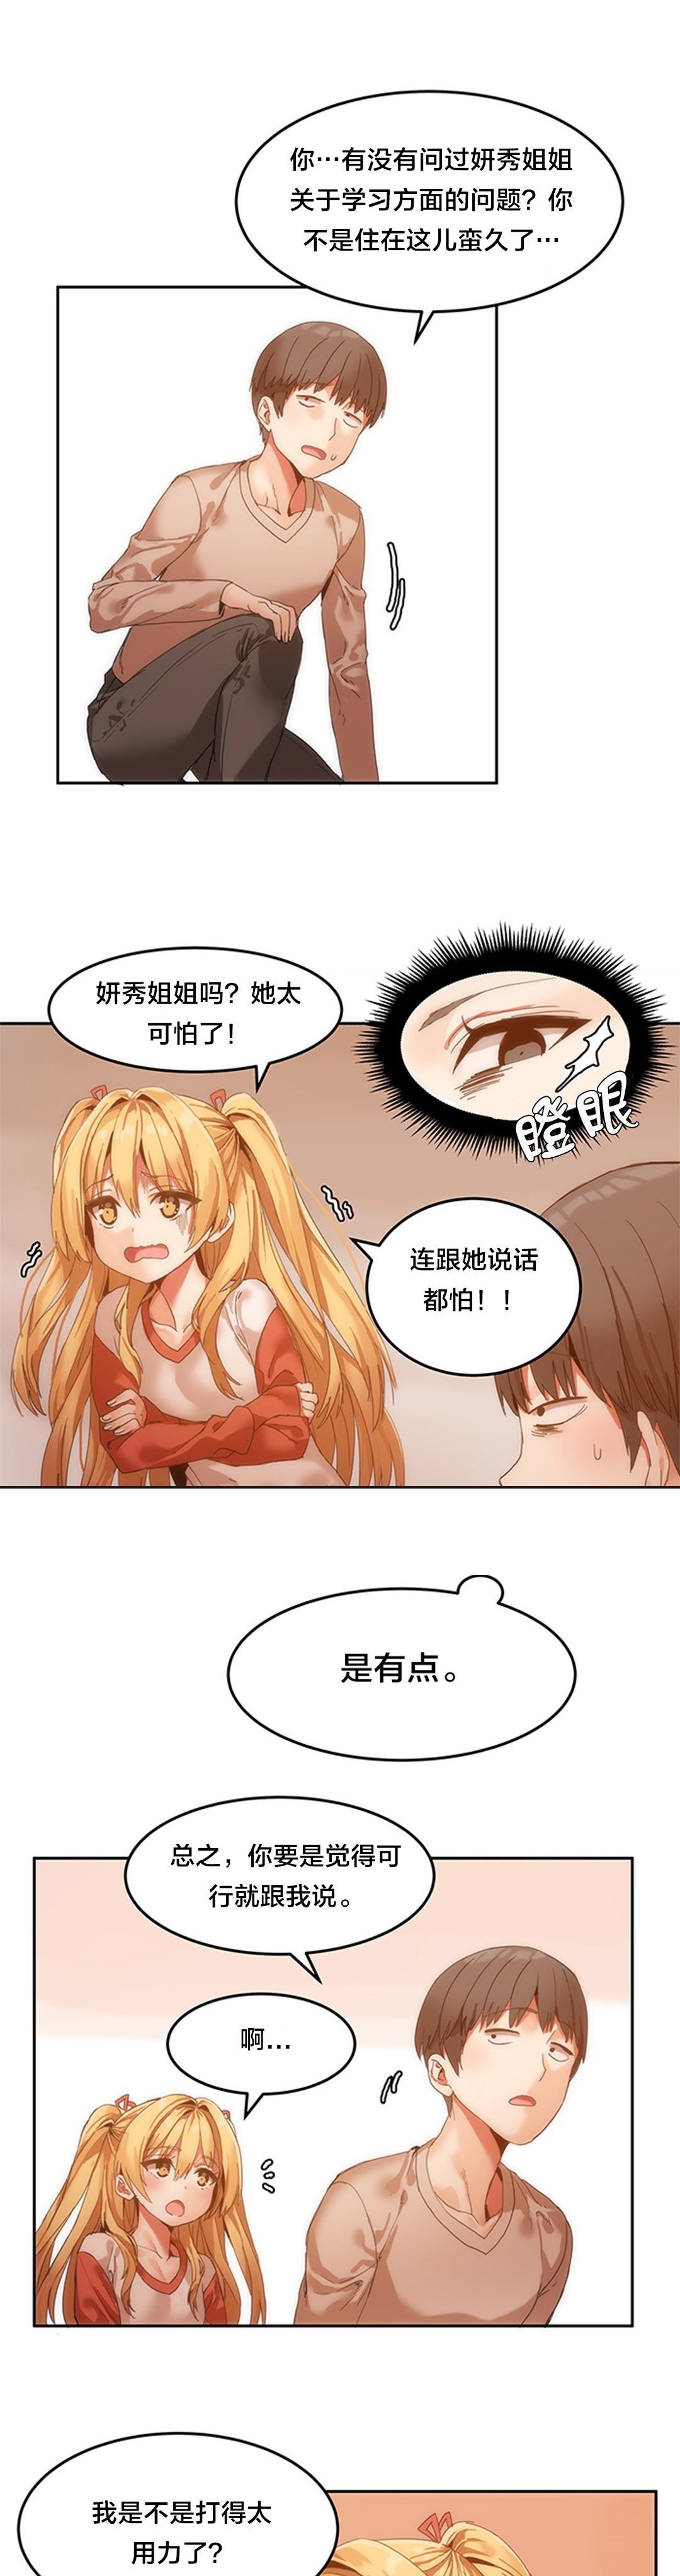 你…有没有问过妍秀姐姐
关于学习方面的问题？你
不是住在这儿蛮久了…
妍秀姐姐吗？她太
可怕了！
瞪眼
连跟她说话
都怕！！
是有点。
总之，你要是觉得可
行就跟我说。
啊…
我是不是打得太
用力了？